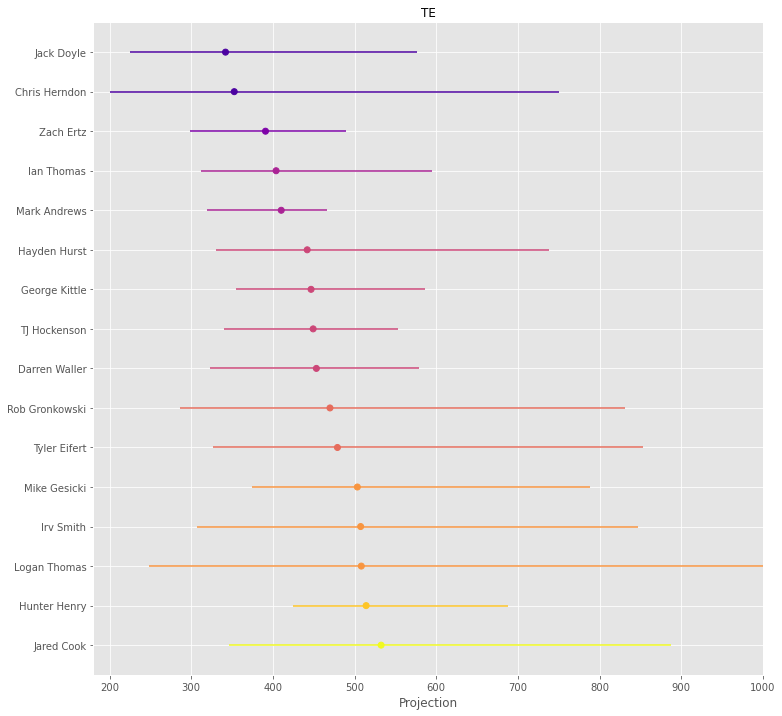 TE
Jack Doyle
Chris Herndon
Zach Ertz
Ian Thomas
Mark Andrews
Hayden Hurst
George Kittle
TJ Hockenson
Darren Waller
Rob Gronkowski
Tyler Eifert
Mike Gesicki
Irv Smith
Logan Thomas
Hunter Henry
Jared Cook
200 300 400 500 600 700 800 900 1000
Projection